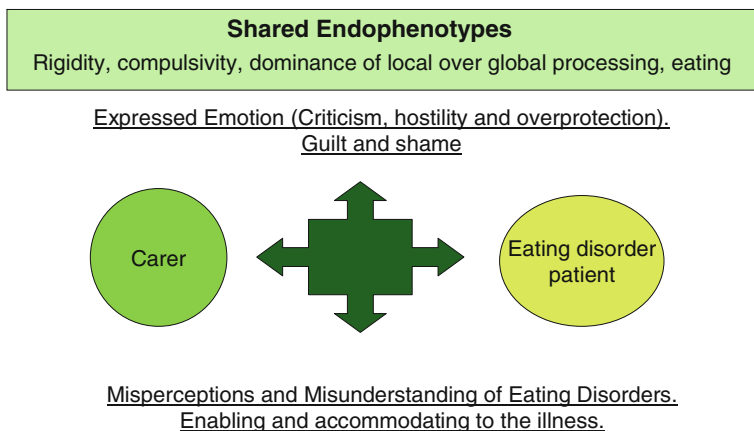 Shared Endophenotypes
Rigidity, compulsivity, dominance of local over global processing, eating
Expressed Emotion (Criticism, hostility and overprotection).
Guilt and shame
Carer
Eating disorder
patient
Misperceptions and Misunderstanding of Eating Disorders.
Enabling and accommodating to the illness.